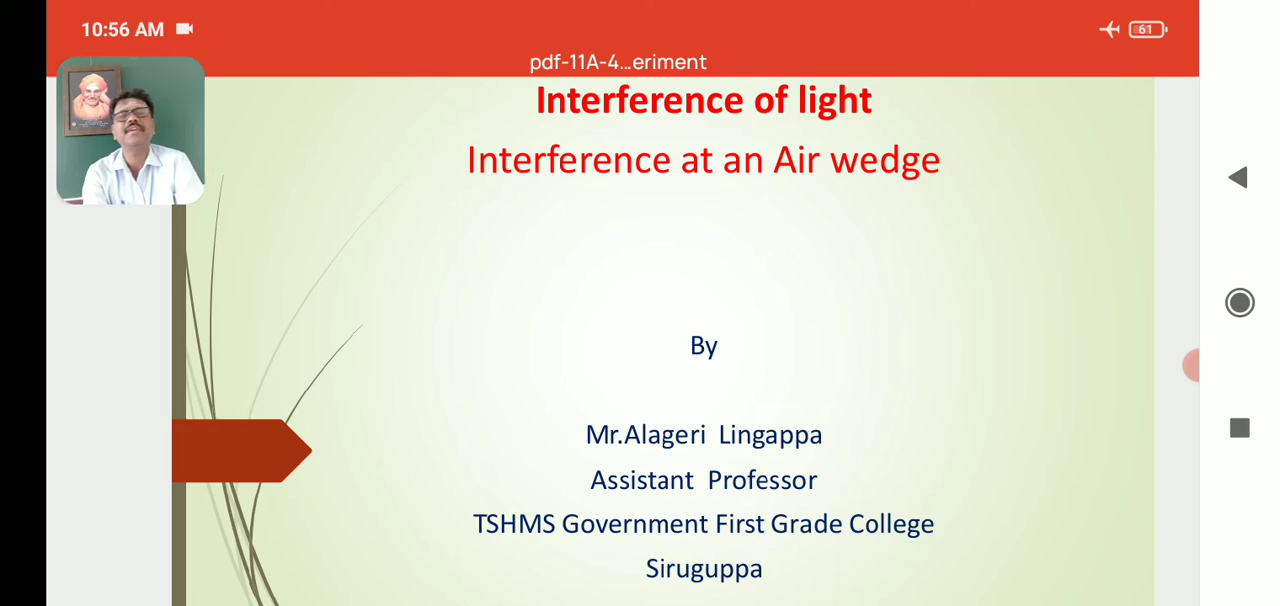 10:56 AM
61
pdf-11A-4...eriment
Interference of light
Interference at an Air wedge
By
Mr.Alageri Lingappa
Assistant Professor
TSHMS Government First Grade College
Siruguppa